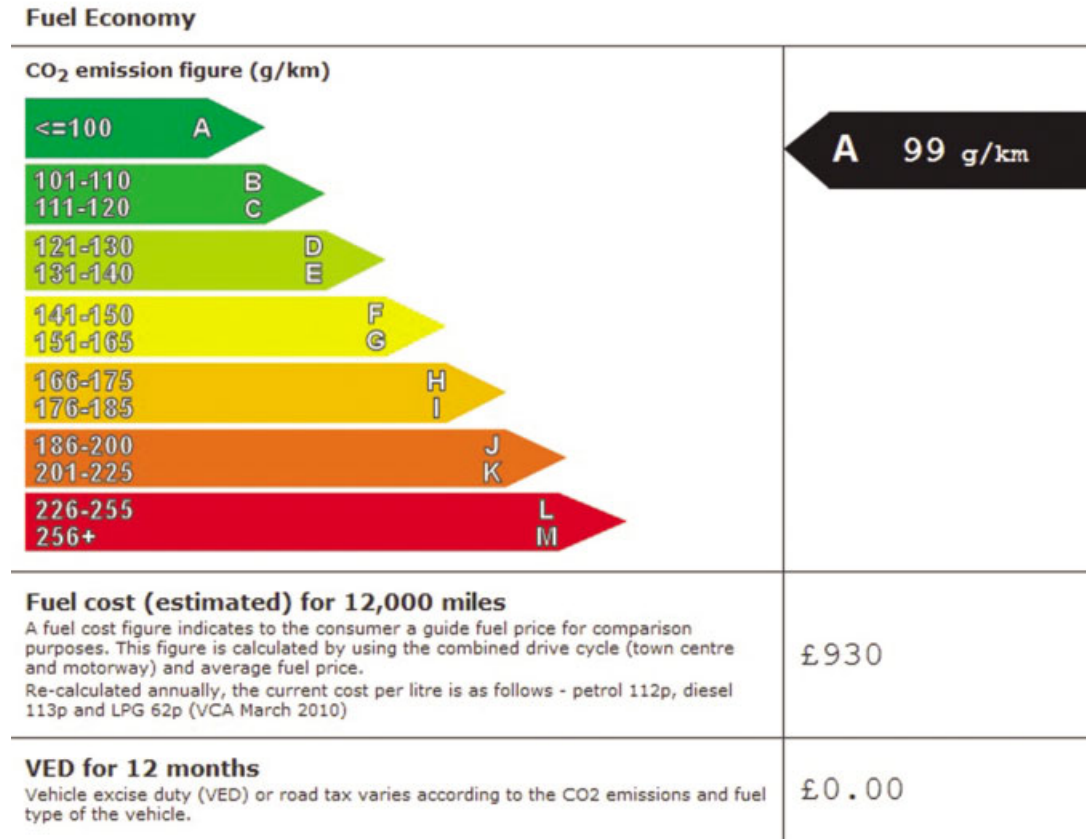 Fuel Economy
CO₂ emission figure (g/km)
<=100 A
A 99 g/km
101-110 B
111-120 C
121-130 D
131-140 E
141-150 F
151-165 G
166-175 H
176-185 I
186-200 J
201-225 K
226-255 L
256+ M
Fuel cost (estimated) for 12,000 miles
A fuel cost figure indicates to the consumer a guide fuel price for comparison
purposes. This figure is calculated by using the combined drive cycle (town centre
and motorway) and average fuel price.
Re-calculated annually, the current cost per litre is as follows - petrol 112p, diesel
113p and LPG 62p (VCA March 2010)
£930
VED for 12 months
Vehicle excise duty (VED) or road tax varies according to the CO2 emissions and fuel
type of the vehicle.
£0.00